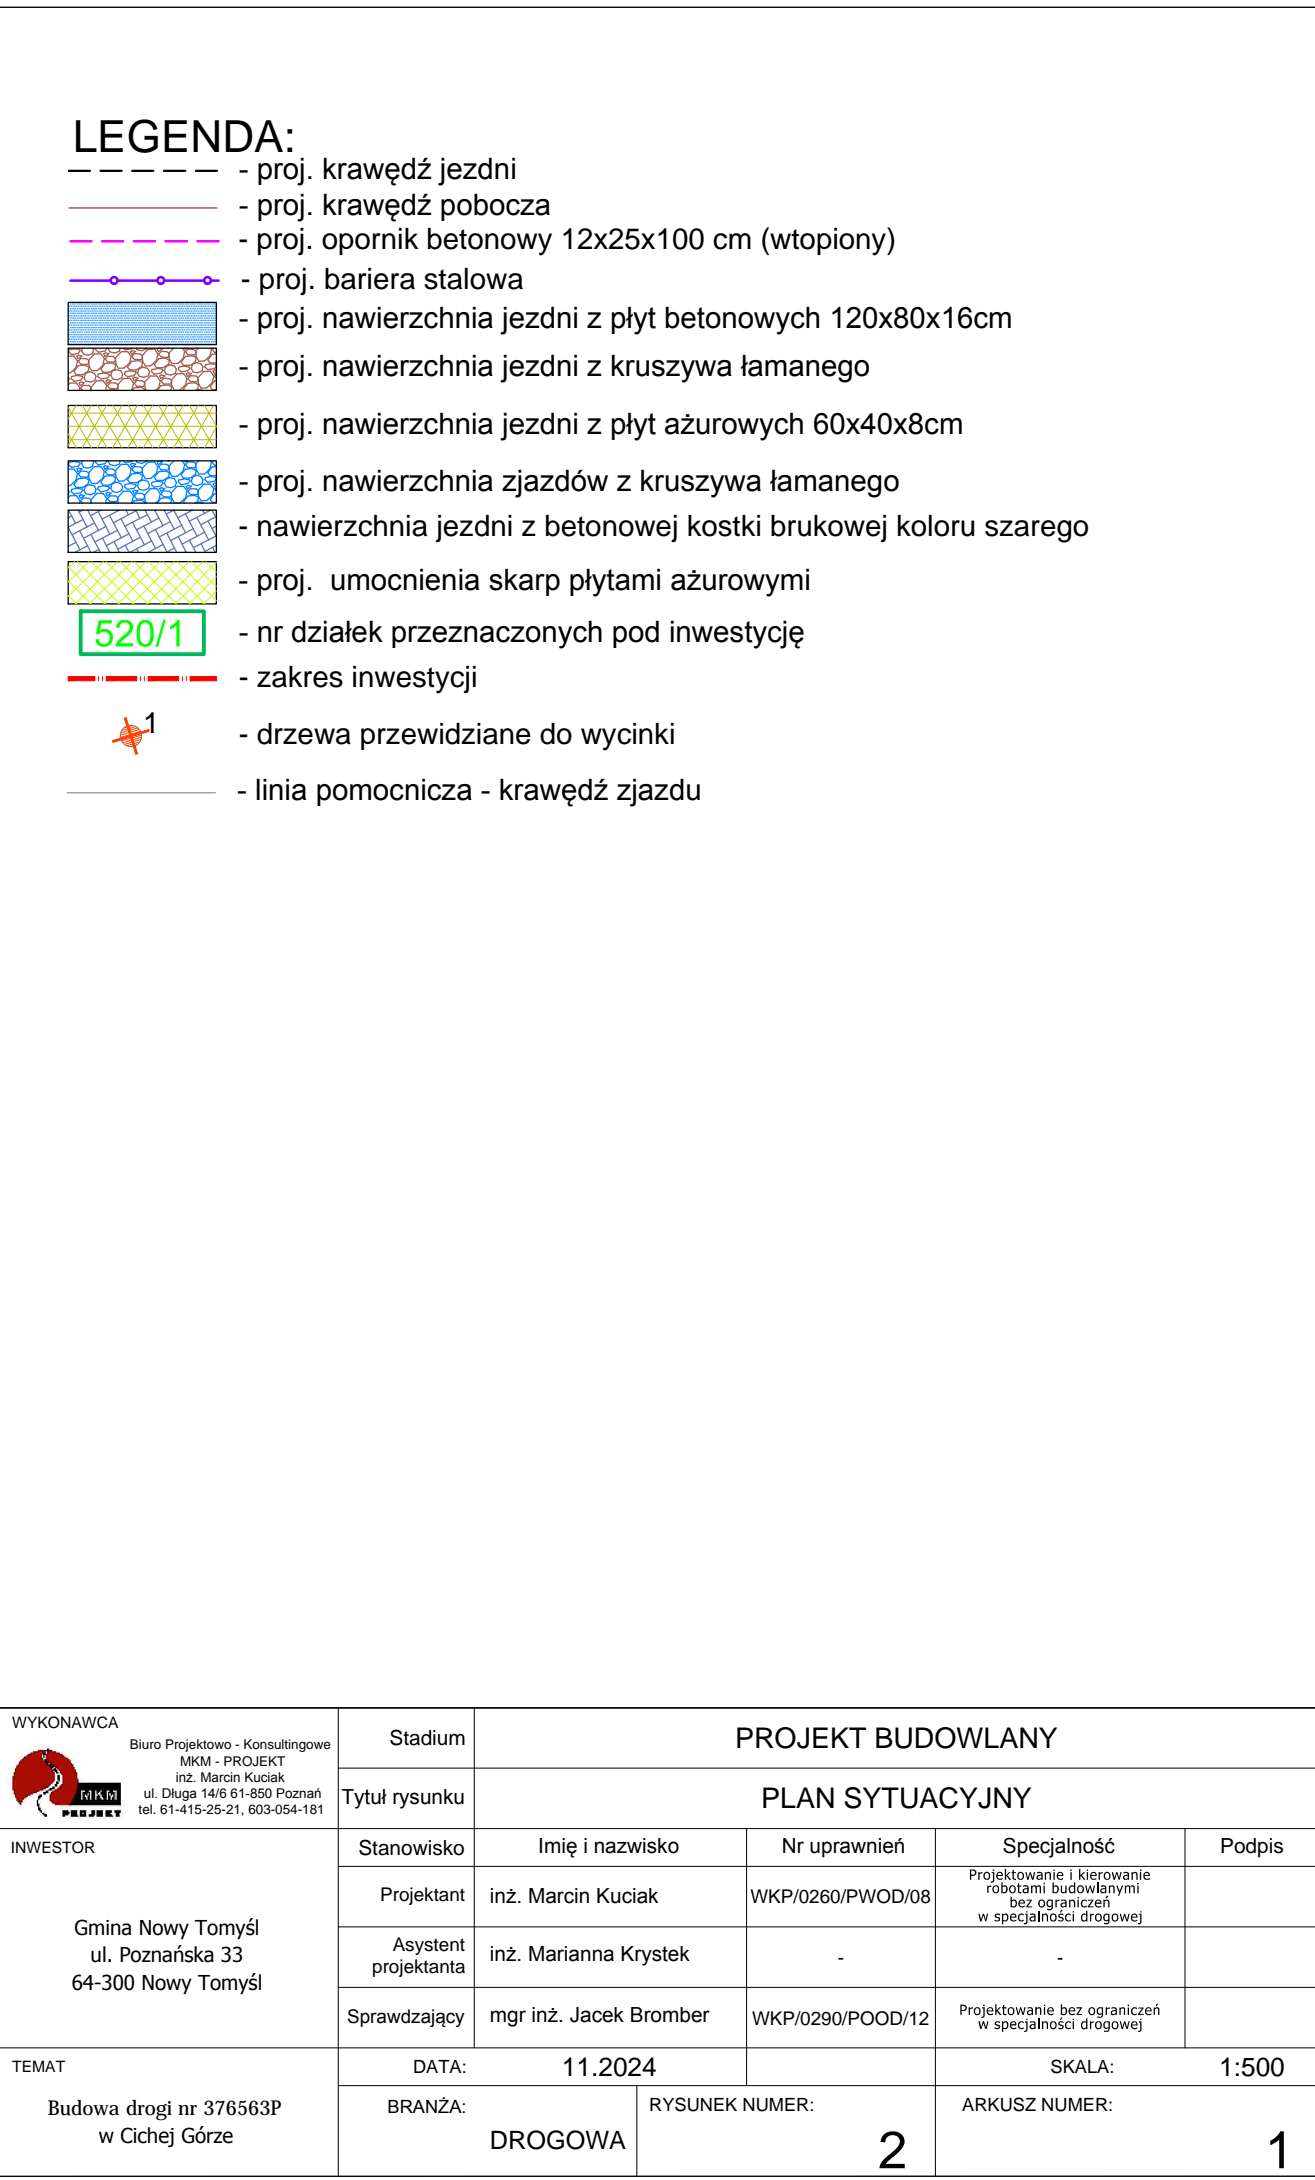 LEGENDA:
- proj. krawędź jezdni
- proj. krawędź pobocza
- proj. opornik betonowy 12x25x100 cm (wtopiony)
- proj. bariera stalowa
- proj. nawierzchnia jezdni z płyt betonowych 120x80x16cm
- proj. nawierzchnia jezdni z kruszywa łamanego
- proj. nawierzchnia jezdni z płyt ażurowych 60x40x8cm
- proj. nawierzchnia zjazdów z kruszywa łamanego
- nawierzchnia jezdni z betonowej kostki brukowej koloru szarego
- proj. umocnienia skarp płytami ażurowymi
520/1 - nr działek przeznaczonych pod inwestycję
- zakres inwestycji
1 - drzewa przewidziane do wycinki
- linia pomocnicza - krawędź zjazdu
WYKONAWCA
Biuro Projektowo - Konsultingowe
MKM - PROJEKT
inż. Marcin Kuciak
ul. Długa 14/6 61-850 Poznań
tel. 61-415-25-21, 603-054-181
MKM
PROJEKT
Stadium
PROJEKT BUDOWLANY
Tytuł rysunku
PLAN SYTUACYJNY
INWESTOR
Gmina Nowy Tomyśl
ul. Poznańska 33
64-300 Nowy Tomyśl
Stanowisko Imię i nazwisko Nr uprawnień Specjalność Podpis
Projektant inż. Marcin Kuciak WKP/0260/PWOD/08
Projektowanie i kierowanie
robotami budowlanymi
bez ograniczeń
w specjalności drogowej
Asystent
projektanta
inż. Marianna Krystek - -
Sprawdzający mgr inż. Jacek Bromber WKP/0290/POOD/12
Projektowanie bez ograniczeń
w specjalności drogowej
TEMAT
Budowa drogi nr 376563P
w Cichej Górze
DATA: 11.2024 SKALA: 1:500
BRANŻA:
DROGOWA
RYSUNEK NUMER:
2
ARKUSZ NUMER:
1